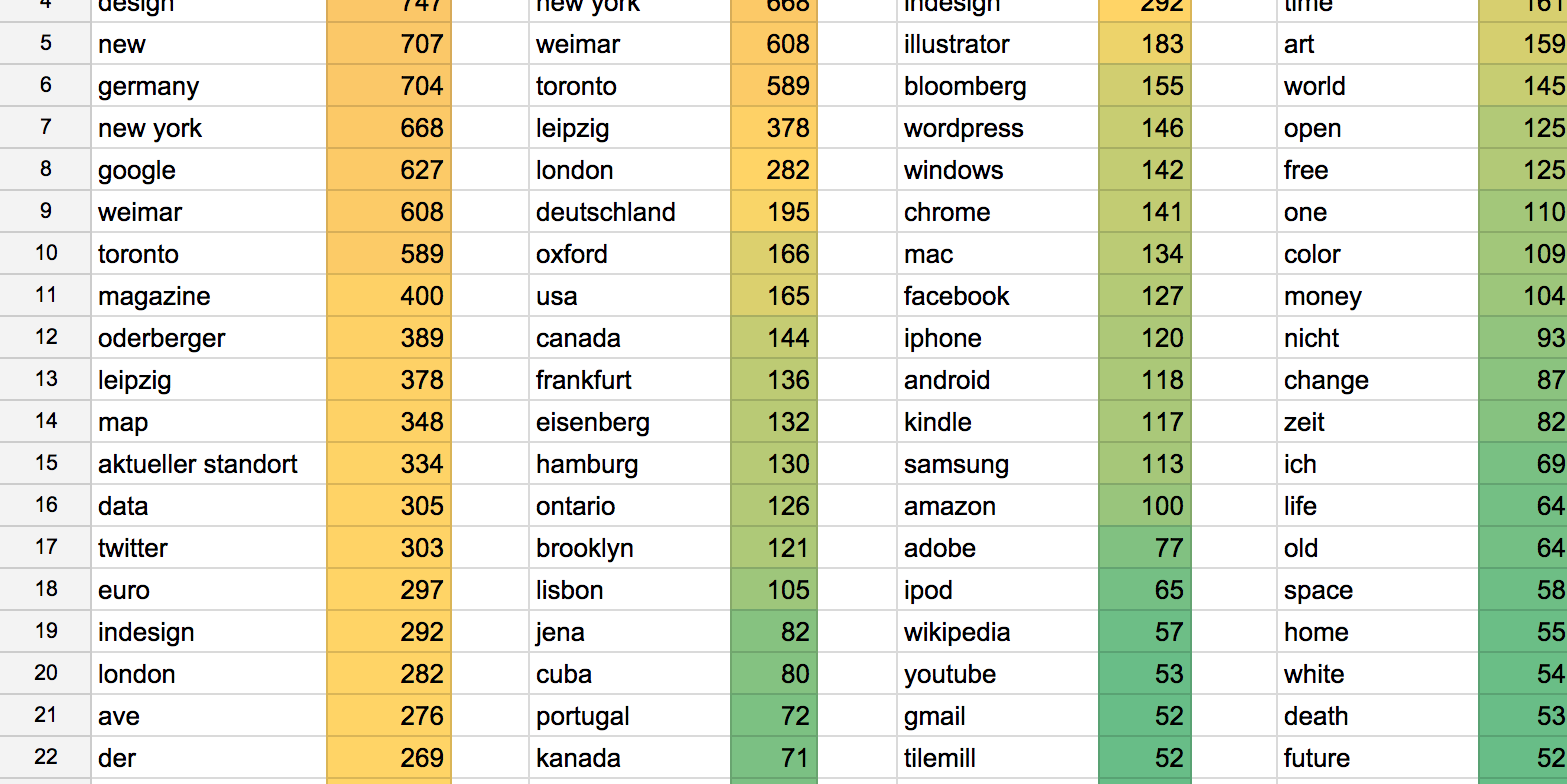 4 design 747 new york 668 indesign 292 time 161
5 new 707 weimar 608 illustrator 183 art 159
6 germany 704 toronto 589 bloomberg 155 world 145
7 new york 668 leipzig 378 wordpress 146 open 125
8 google 627 london 282 windows 142 free 125
9 weimar 608 deutschland 195 chrome 141 one 110
10 toronto 589 oxford 166 mac 134 color 109
11 magazine 400 usa 165 facebook 127 money 104
12 oderberger 389 canada 144 iphone 120 nicht 93
13 leipzig 378 frankfurt 136 android 118 change 87
14 map 348 eisenberg 132 kindle 117 zeit 82
15 aktueller standort 334 hamburg 130 samsung 113 ich 69
16 data 305 ontario 126 amazon 100 life 64
17 twitter 303 brooklyn 121 adobe 77 old 64
18 euro 297 lisbon 105 ipod 65 space 58
19 indesign 292 jena 82 wikipedia 57 home 55
20 london 282 cuba 80 youtube 53 white 54
21 ave 276 portugal 72 gmail 52 death 53
22 der 269 kanada 71 tilemill 52 future 52